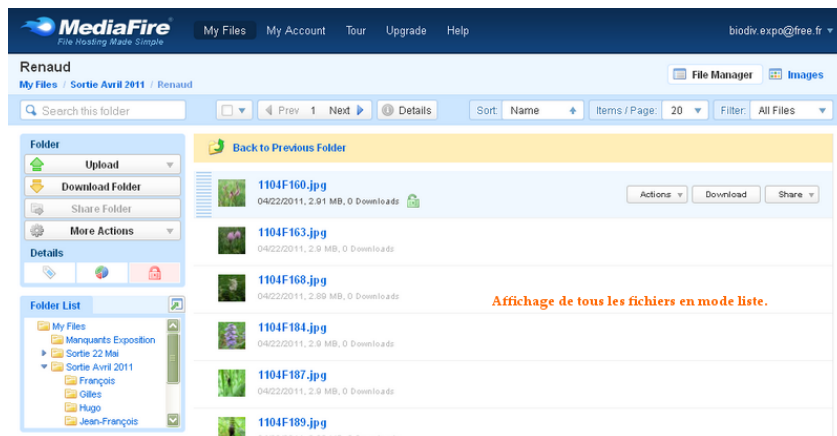 MediaFire
File Hosting Made Simple
My Files My Account Tour Upgrade Help
biodiv.expo@free.fr
Renaud
My Files / Sortie Avril 2011 / Renaud
File Manager Images
Search this folder
Prev 1 Next Details Sort: Name Items / Page: 20 Filter: All Files
Folder
Upload
Download Folder
Share Folder
More Actions
Details
Folder List
My Files
Manquants Exposition
Sortie 22 Mai
Sortie Avril 2011
François
Gilles
Hugo
Jean-François
Back to Previous Folder
1104F160.jpg
04/22/2011, 2.91 MB, 0 Downloads
Actions Download Share
1104F163.jpg
04/22/2011, 2.9 MB, 0 Downloads
1104F168.jpg
04/22/2011, 2.89 MB, 0 Downloads
Affichage de tous les fichiers en mode liste.
1104F184.jpg
04/22/2011, 2.9 MB, 0 Downloads
1104F187.jpg
04/22/2011, 2.9 MB, 0 Downloads
1104F189.jpg